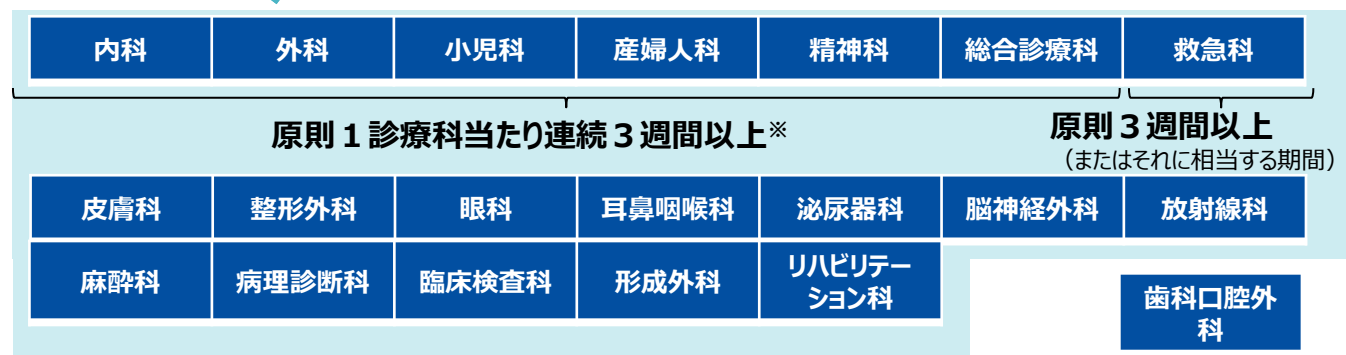 内科 外科 小児科 産婦人科 精神科 総合診療科 救急科
原則１診療科当たり連続３週間以上※
原則３週間以上
（またはそれに相当する期間）
皮膚科 整形外科 眼科 耳鼻咽喉科 泌尿器科 脳神経外科 放射線科
麻酔科 病理診断科 臨床検査科 形成外科 リハビリテー
ション科
歯科口腔外
科